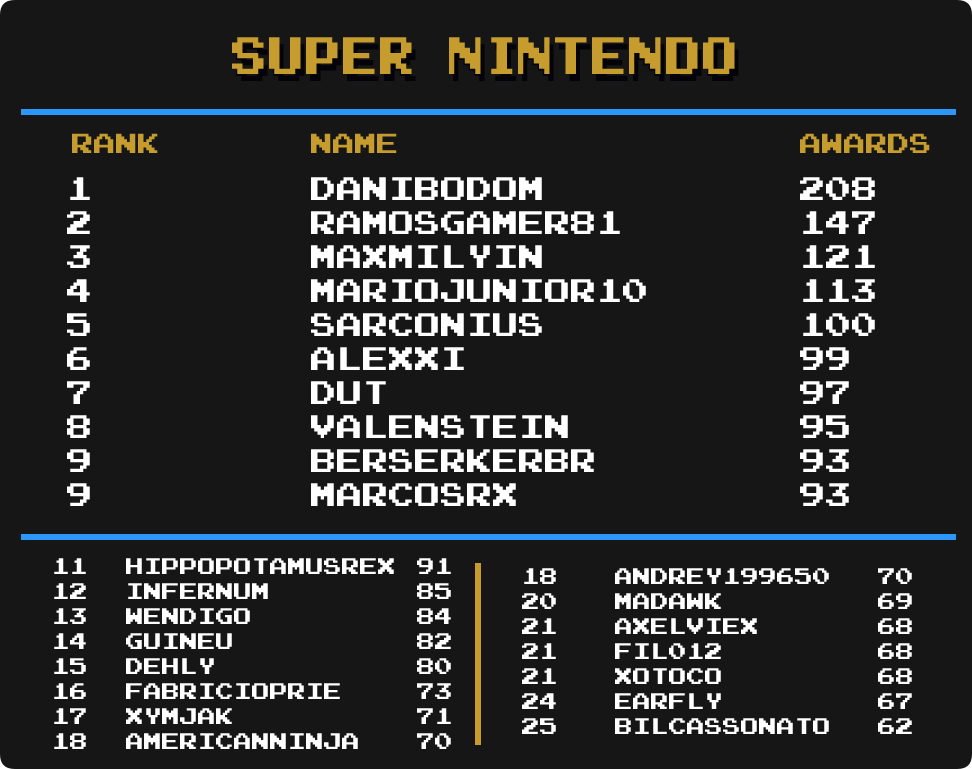 SUPER NINTENDO
RANK NAME AWARDS
1 DANIBODOM 208
2 RAMOSGAMER81 147
3 MAXMILYIN 121
4 MARIOJUNIOR10 113
5 SARCONIUS 100
6 ALEXXI 99
7 DUT 97
8 VALENSTEIN 95
9 BERSERKERBR 93
9 MARCOSRX 93
11 HIPPOPOTAMUSREX 91
12 INFERNUM 85
13 WENDIGO 84
14 GUINEU 82
15 DEHLY 80
16 FABRICIOPRIE 73
17 XYMJAK 71
18 AMERICANNINJA 70
18 ANDREY199650 70
20 MADAWK 69
21 AXELVIEX 68
21 FILO12 68
21 XOTOCO 68
24 EARFLY 67
25 BILCASSONATO 62